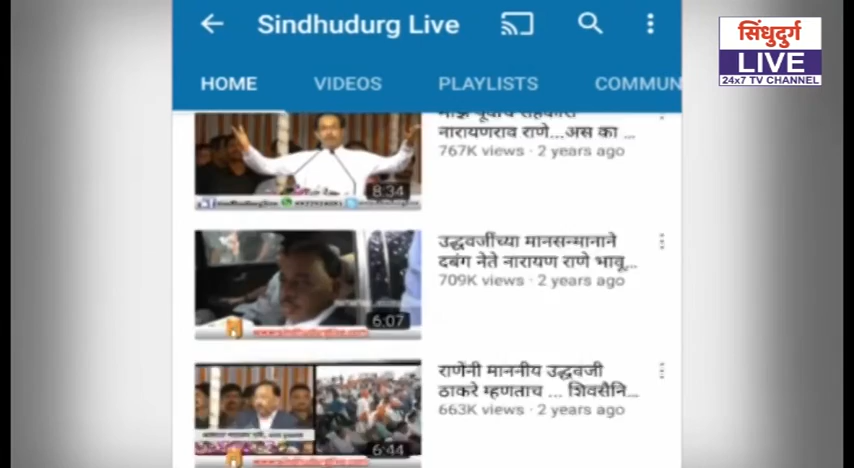 Sindhudurg Live
HOME VIDEOS PLAYLISTS COMMUN
सिंधुदुर्ग
LIVE
24x7 TV CHANNEL
माझे
नारायणराव राणे...अस का ...
767K views · 2 years ago
8:34
उद्धवजींच्या मानसन्मानाने
दबंग नेते नारायण राणे भावू...
709K views · 2 years ago
6:07
राणेंनी माननीय उद्धवजी
ठाकरे म्हणताच ... शिवसैनि...
663K views · 2 years ago
6:44